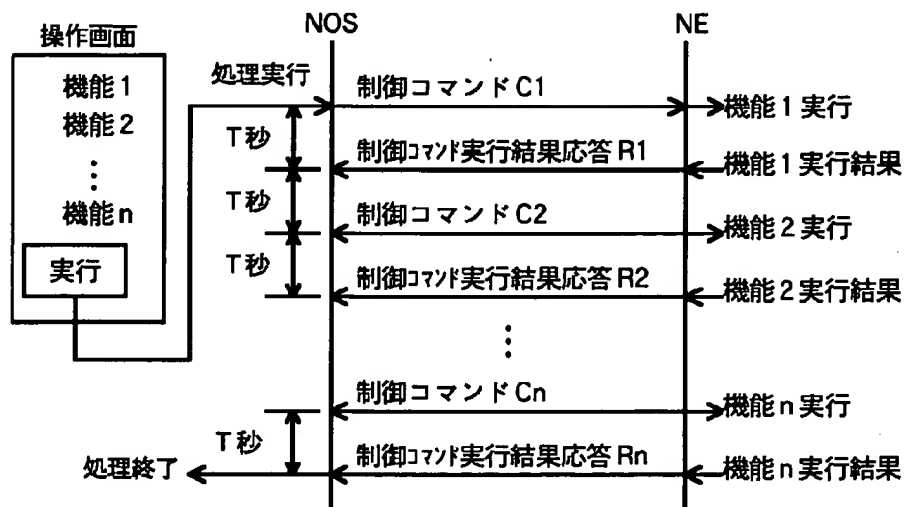 操作画面
機能1
機能2
⋮
機能n
実行
NOS
NE
処理実行
制御コマンドC1
機能1実行
T秒
制御コマンド実行結果応答R1
機能1実行結果
T秒
制御コマンドC2
機能2実行
T秒
制御コマンド実行結果応答R2
機能2実行結果
⋮
制御コマンドCn
機能n実行
T秒
制御コマンド実行結果応答Rn
機能n実行結果
処理終了